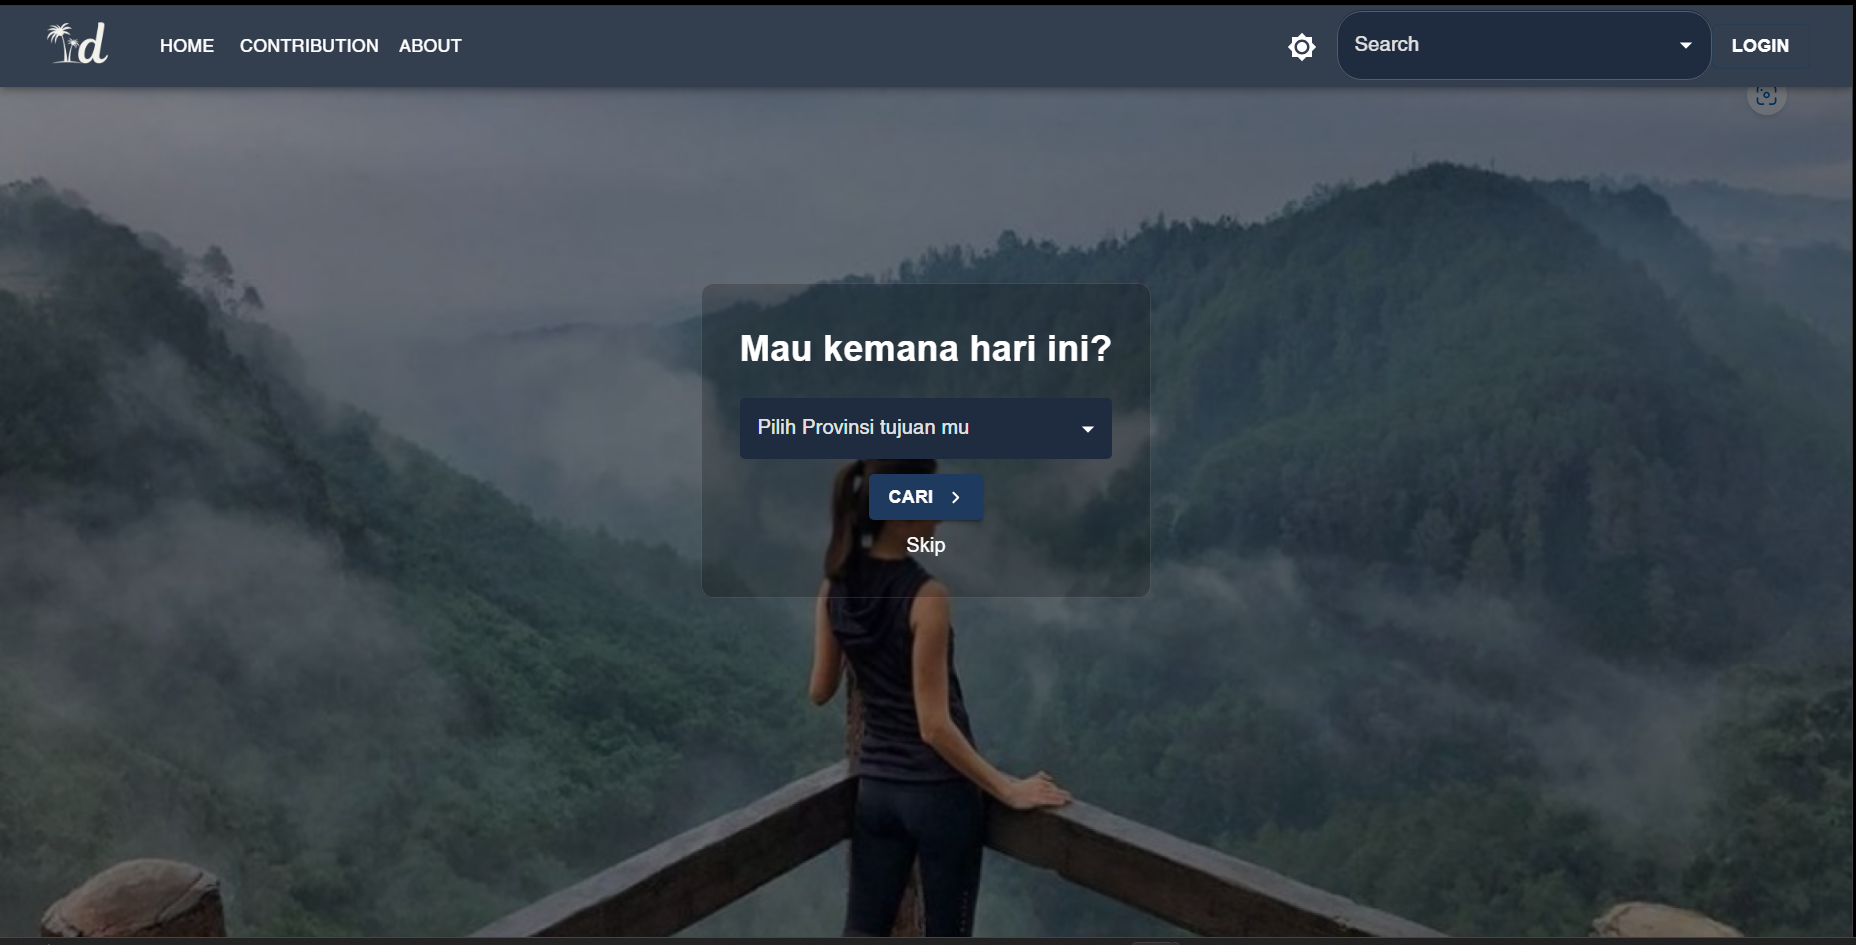 d
HOME CONTRIBUTION ABOUT
Search
LOGIN
Mau kemana hari ini?
Pilih Provinsi tujuan mu
CARI
Skip